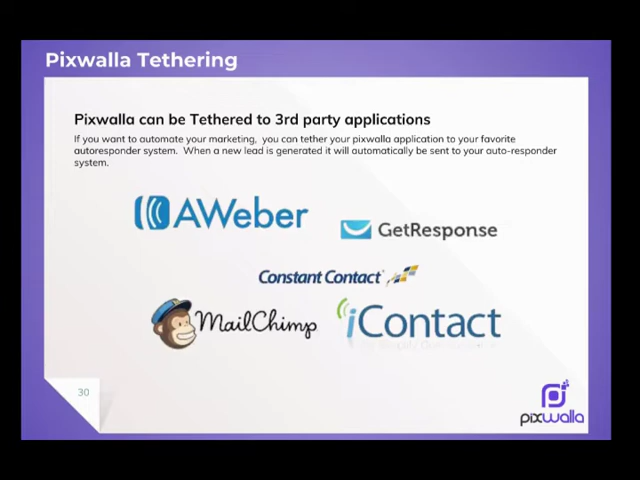 Pixwalla Tethering
Pixwalla can be Tethered to 3rd party applications
If you want to automate your marketing, you can tether your pixwalla application to your favorite
autoresponder system. When a new lead is generated it will automatically be sent to your auto-responder
system.
AWeber
GetResponse
Constant Contact
MailChimp
iContact
30
pixwalla